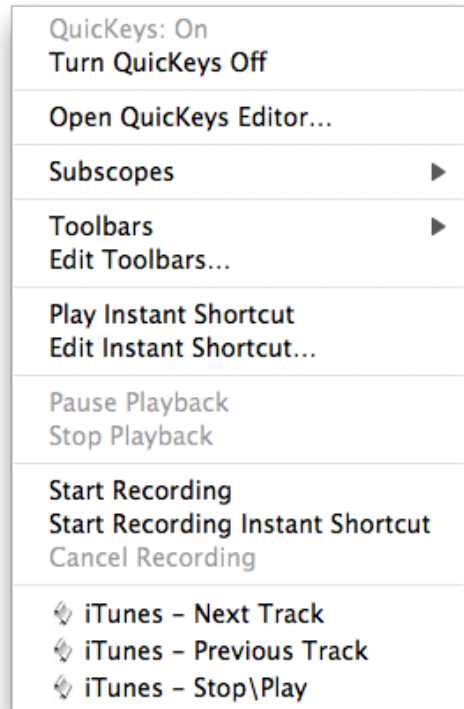 QuicKeys: On
Turn QuicKeys Off
Open QuicKeys Editor...
Subscopes
Toolbars
Edit Toolbars...
Play Instant Shortcut
Edit Instant Shortcut...
Pause Playback
Stop Playback
Start Recording
Start Recording Instant Shortcut
Cancel Recording
iTunes – Next Track
iTunes – Previous Track
iTunes – Stop\Play